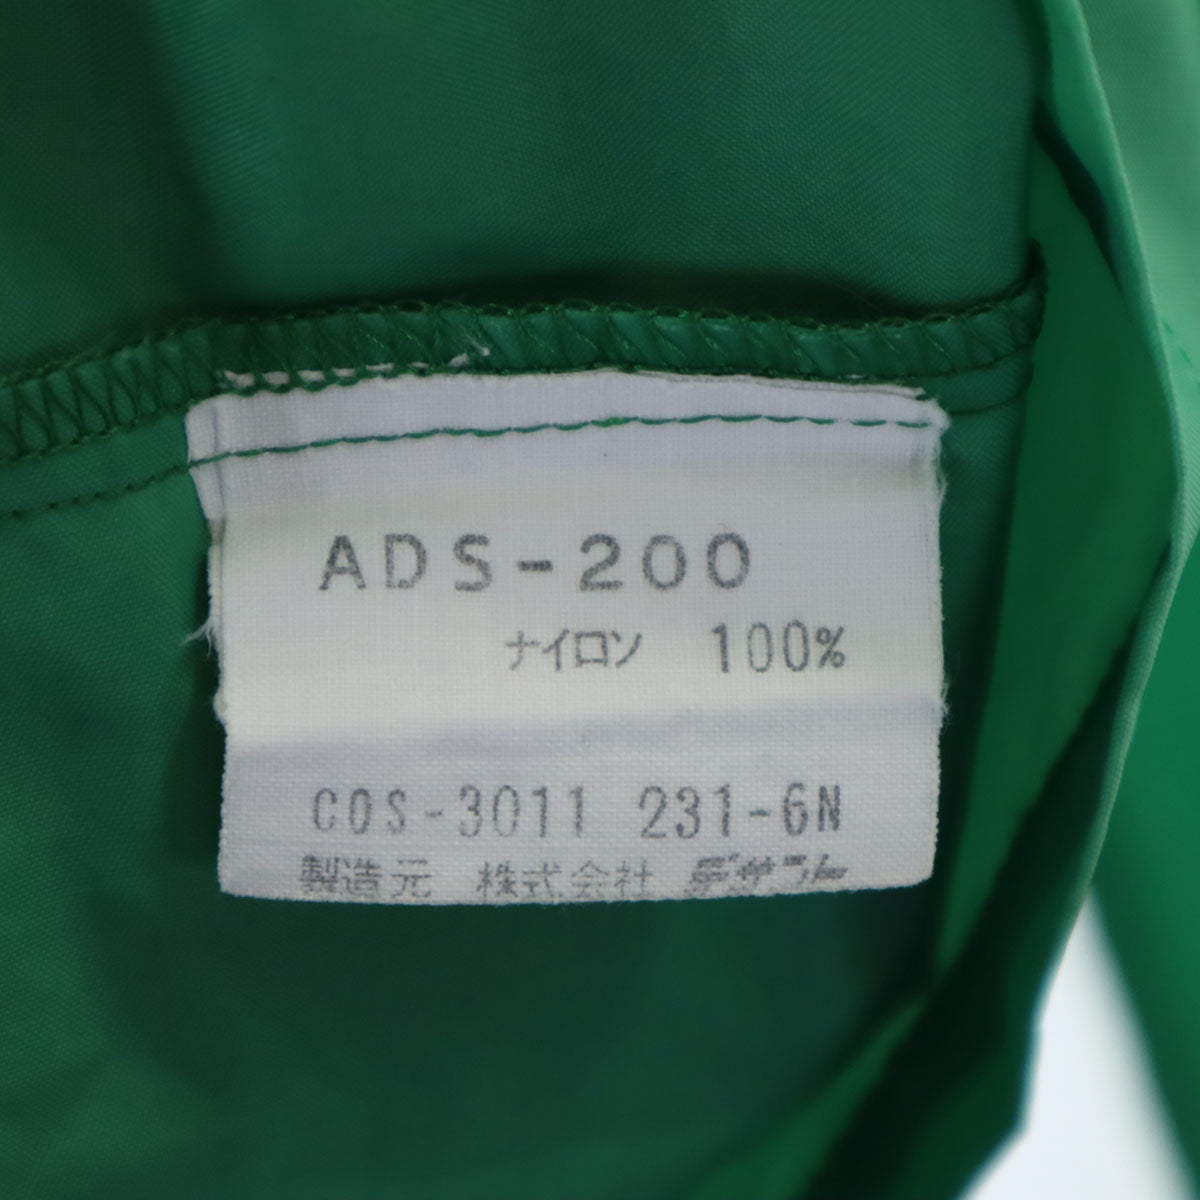 ADS-200
ナイロン 100%
COS-3011 231-6N
製造元 株式会社 デサント